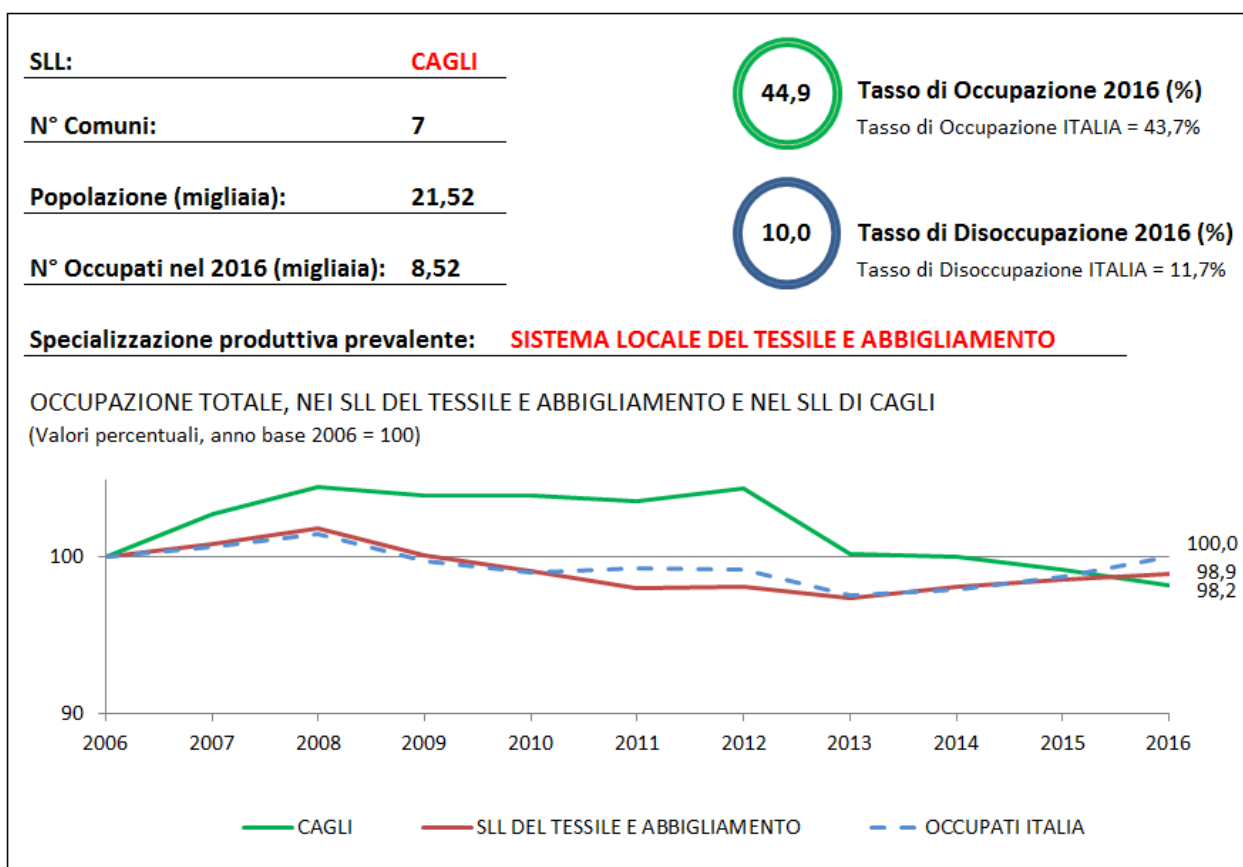 SLL: CAGLI
N° Comuni: 7
Popolazione (migliaia): 21,52
N° Occupati nel 2016 (migliaia): 8,52
44,9 Tasso di Occupazione 2016 (%)
Tasso di Occupazione ITALIA = 43,7%
10,0 Tasso di Disoccupazione 2016 (%)
Tasso di Disoccupazione ITALIA = 11,7%
Specializzazione produttiva prevalente: SISTEMA LOCALE DEL TESSILE E ABBIGLIAMENTO
OCCUPAZIONE TOTALE, NEI SLL DEL TESSILE E ABBIGLIAMENTO E NEL SLL DI CAGLI
(Valori percentuali, anno base 2006 = 100)
100
90
100,0
98,9
98,2
2006 2007 2008 2009 2010 2011 2012 2013 2014 2015 2016
CAGLI SLL DEL TESSILE E ABBIGLIAMENTO OCCUPATI ITALIA